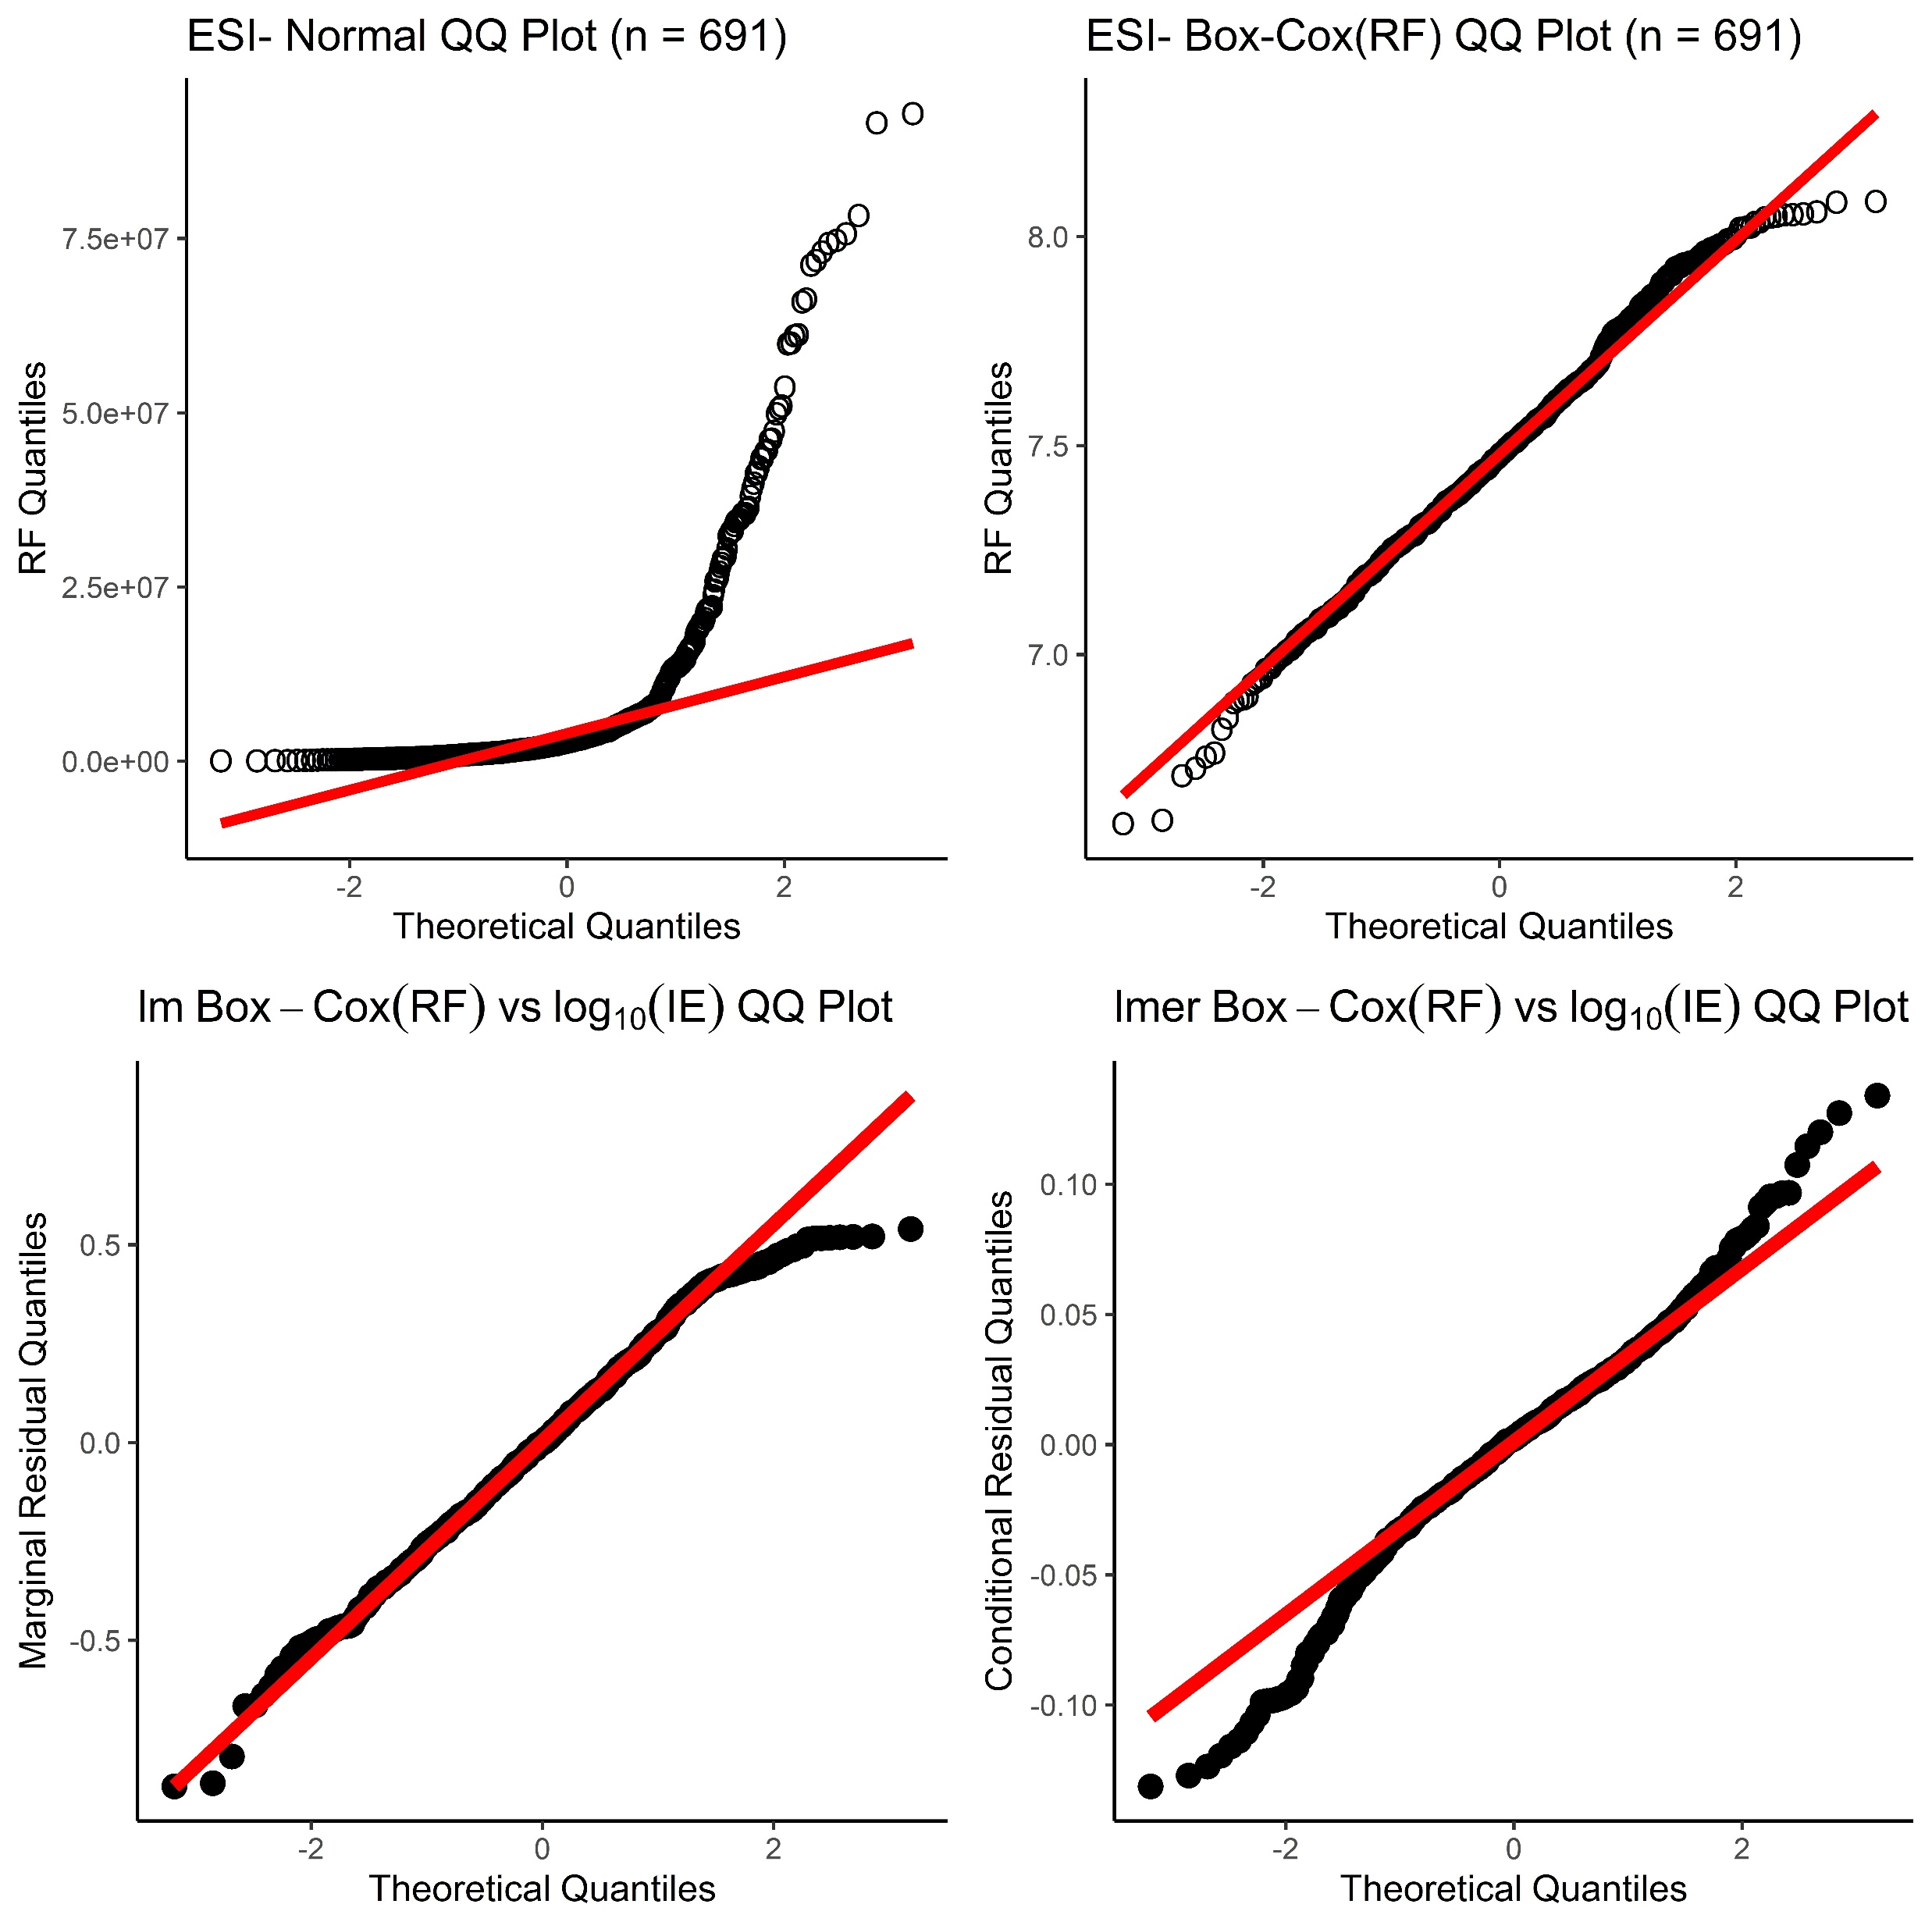 ESI- Normal QQ Plot (n = 691)
RF Quantiles
7.5e+07
5.0e+07
2.5e+07
0.0e+00
-2 0 2
Theoretical Quantiles
ESI- Box-Cox(RF) QQ Plot (n = 691)
RF Quantiles
8.0
7.5
7.0
-2 0 2
Theoretical Quantiles
lm Box – Cox(RF) vs log₁₀(IE) QQ Plot
Marginal Residual Quantiles
0.5
0.0
-0.5
-2 0 2
Theoretical Quantiles
lmer Box – Cox(RF) vs log₁₀(IE) QQ Plot
Conditional Residual Quantiles
0.10
0.05
0.00
-0.05
-0.10
-2 0 2
Theoretical Quantiles